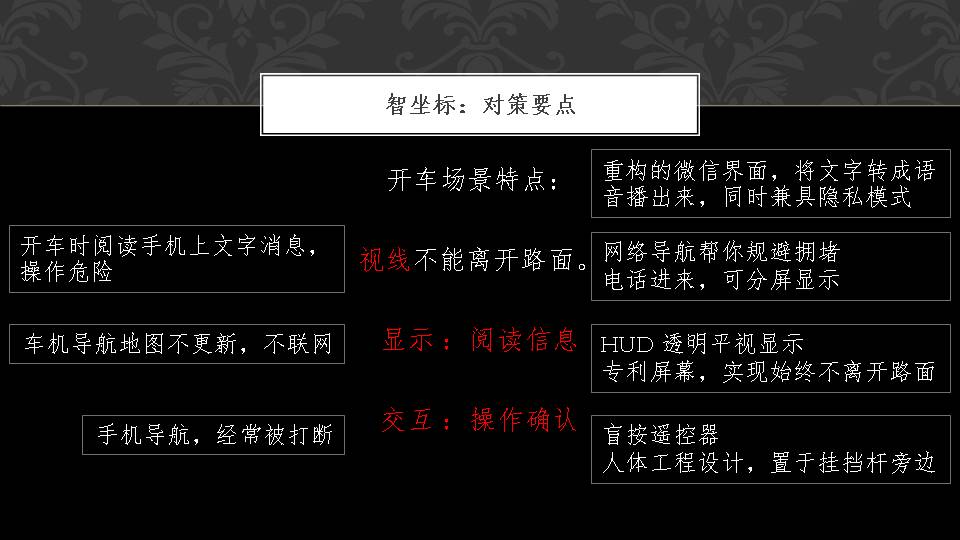 智坐标：对策要点
开车时阅读手机上文字消息，
操作危险
车机导航地图不更新，不联网
手机导航，经常被打断
开车场景特点：
视线不能离开路面。
显示：阅读信息
交互：操作确认
重构的微信界面，将文字转成语
音播出来，同时兼具隐私模式
网络导航帮你规避拥堵
电话进来，可分屏显示
HUD 透明平视显示
专利屏幕，实现始终不离开路面
盲按遥控器
人体工程设计，置于挂挡杆旁边